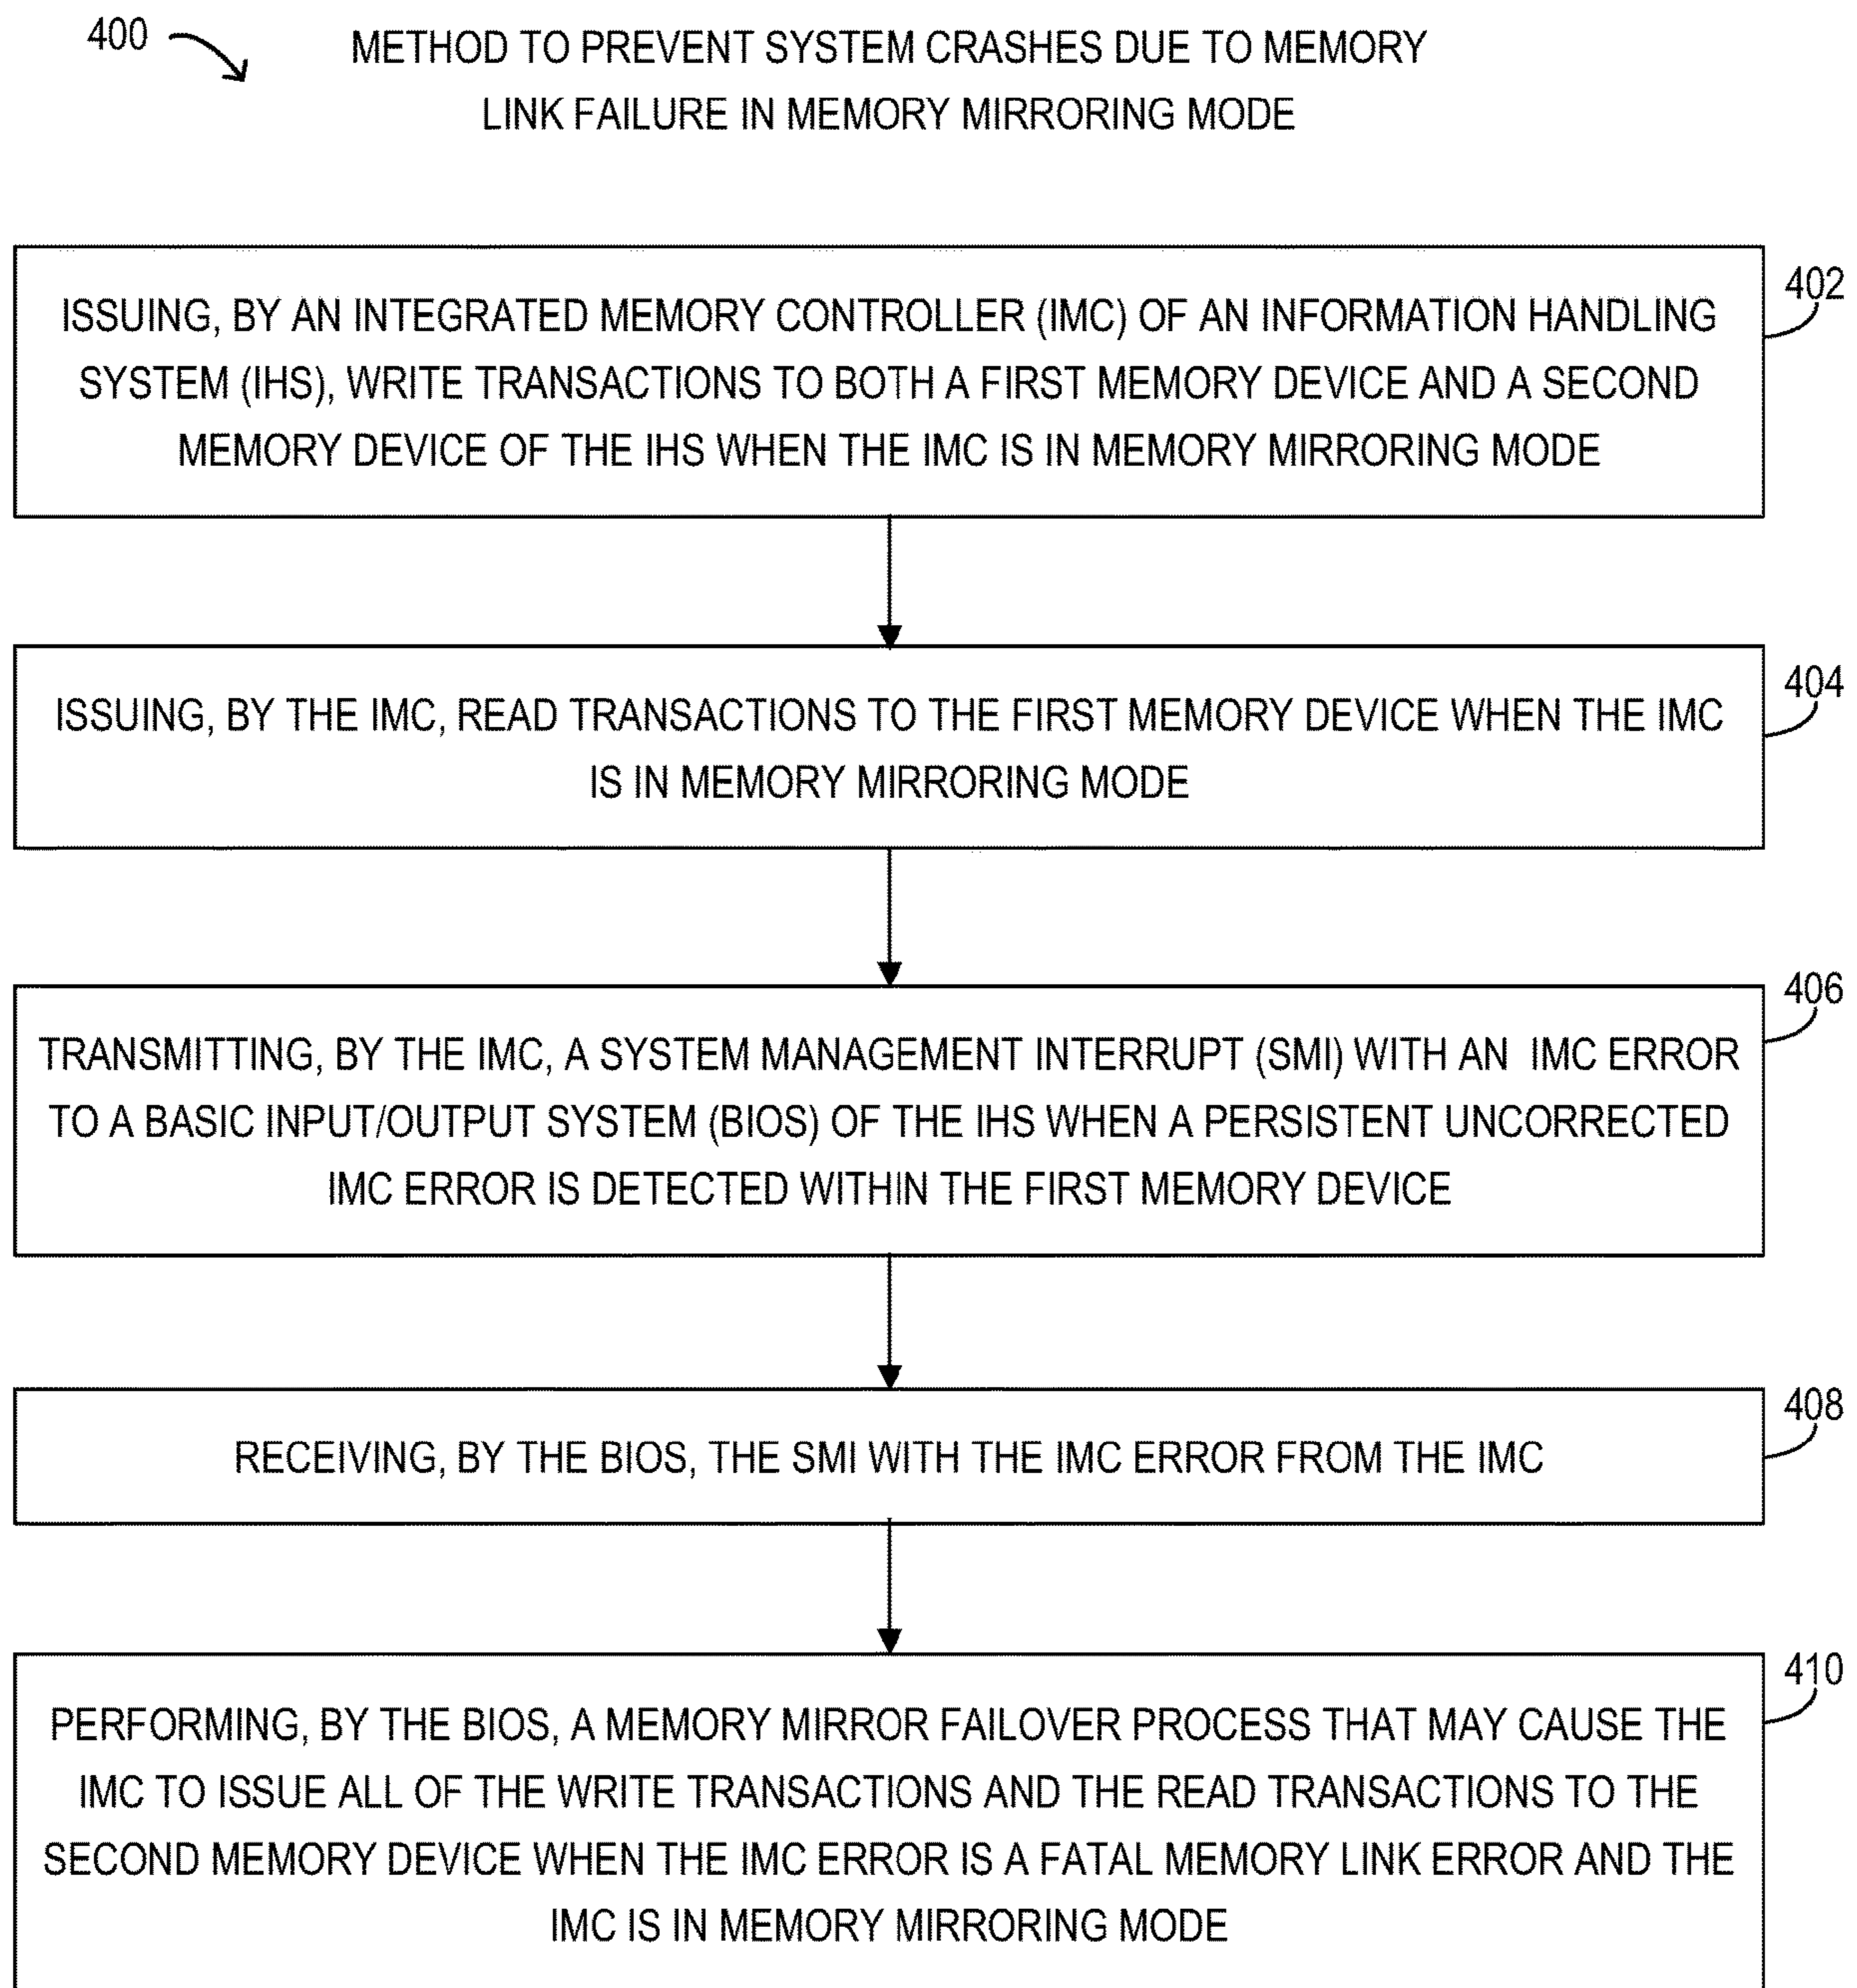 400
METHOD TO PREVENT SYSTEM CRASHES DUE TO MEMORY
LINK FAILURE IN MEMORY MIRRORING MODE
402
ISSUING, BY AN INTEGRATED MEMORY CONTROLLER (IMC) OF AN INFORMATION HANDLING
SYSTEM (IHS), WRITE TRANSACTIONS TO BOTH A FIRST MEMORY DEVICE AND A SECOND
MEMORY DEVICE OF THE IHS WHEN THE IMC IS IN MEMORY MIRRORING MODE
404
ISSUING, BY THE IMC, READ TRANSACTIONS TO THE FIRST MEMORY DEVICE WHEN THE IMC
IS IN MEMORY MIRRORING MODE
406
TRANSMITTING, BY THE IMC, A SYSTEM MANAGEMENT INTERRUPT (SMI) WITH AN IMC ERROR
TO A BASIC INPUT/OUTPUT SYSTEM (BIOS) OF THE IHS WHEN A PERSISTENT UNCORRECTED
IMC ERROR IS DETECTED WITHIN THE FIRST MEMORY DEVICE
408
RECEIVING, BY THE BIOS, THE SMI WITH THE IMC ERROR FROM THE IMC
410
PERFORMING, BY THE BIOS, A MEMORY MIRROR FAILOVER PROCESS THAT MAY CAUSE THE
IMC TO ISSUE ALL OF THE WRITE TRANSACTIONS AND THE READ TRANSACTIONS TO THE
SECOND MEMORY DEVICE WHEN THE IMC ERROR IS A FATAL MEMORY LINK ERROR AND THE
IMC IS IN MEMORY MIRRORING MODE